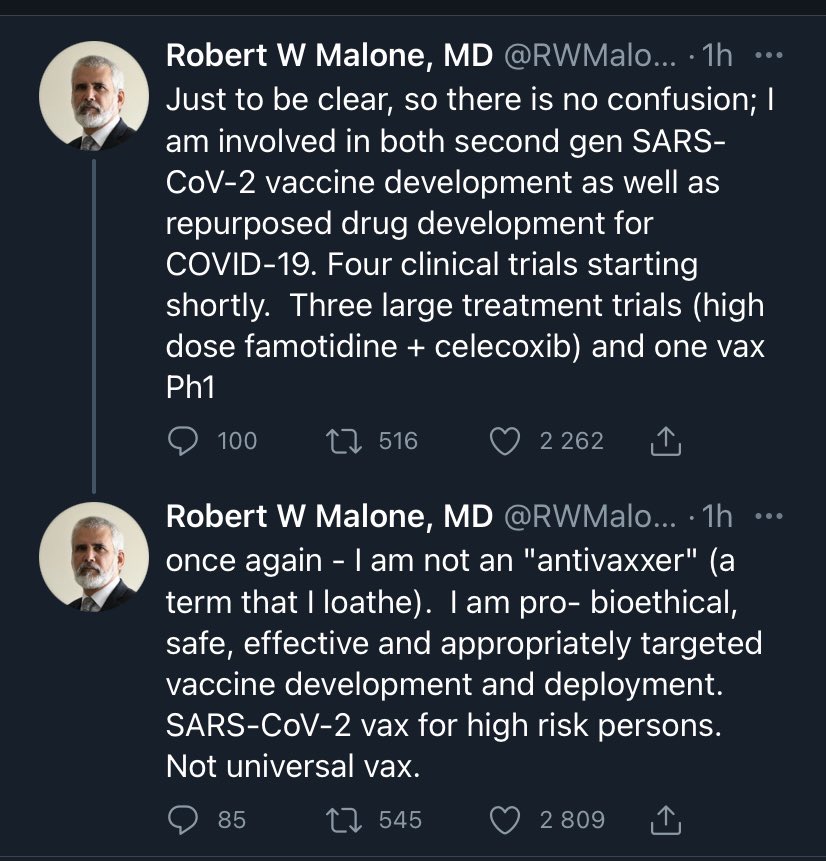 Robert W Malone, MD @RWMalo... · 1h ...
Just to be clear, so there is no confusion; I
am involved in both second gen SARS-
CoV-2 vaccine development as well as
repurposed drug development for
COVID-19. Four clinical trials starting
shortly.  Three large treatment trials (high
dose famotidine + celecoxib) and one vax
Ph1
100 516 2 262
Robert W Malone, MD @RWMalo... · 1h ...
once again - I am not an "antivaxxer" (a
term that I loathe).  I am pro- bioethical,
safe, effective and appropriately targeted
vaccine development and deployment.
SARS-CoV-2 vax for high risk persons.
Not universal vax.
85 545 2 809